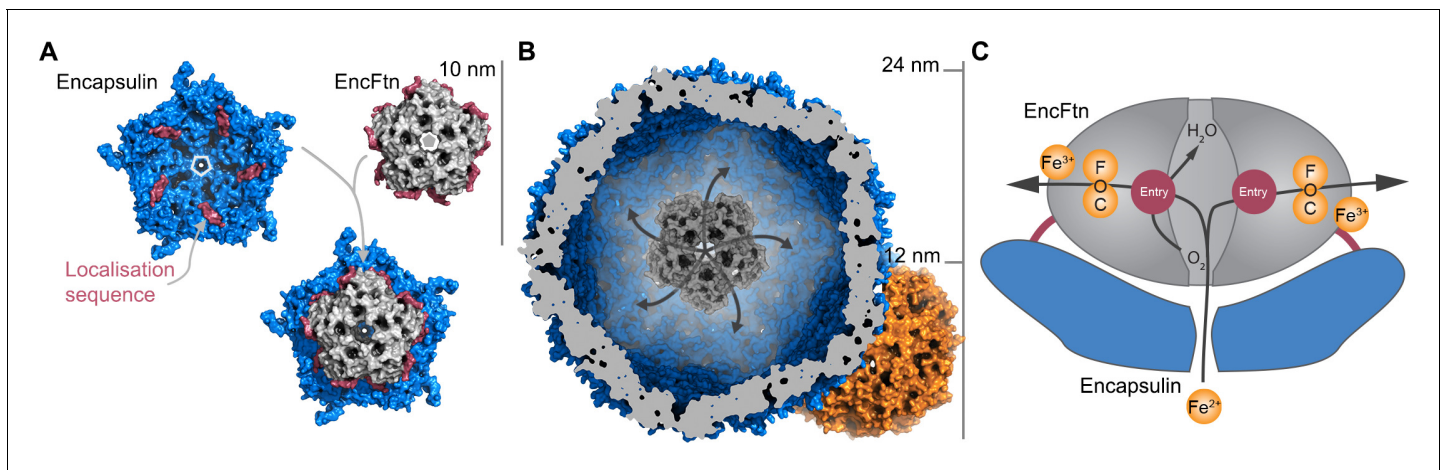 A
Encapsulin
EncFtn
10 nm
Localisation
sequence
B
24 nm
12 nm
C
EncFtn
H₂O
Fe³⁺
F
O
C
Entry
Entry
F
O
C
Fe³⁺
O₂
Encapsulin
Fe²⁺